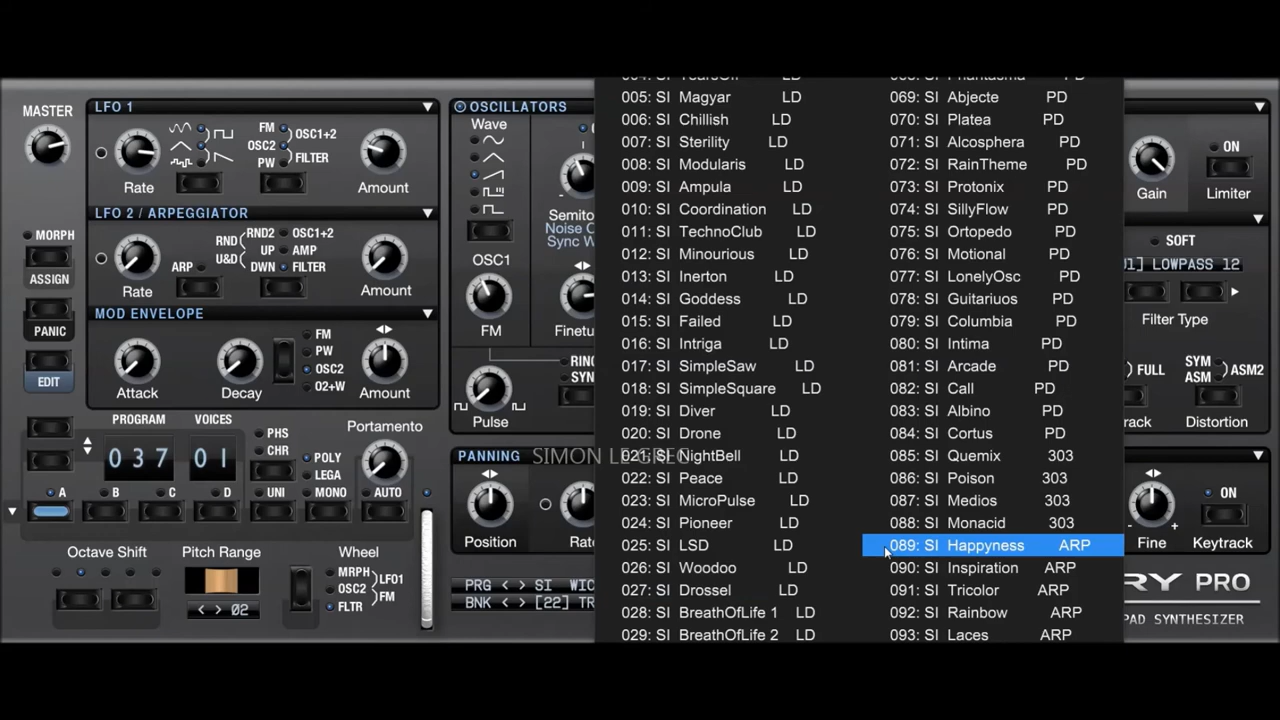 MASTER
MORPH
ASSIGN
PANIC
EDIT
LFO 1
Rate
FM
OSC2
PW
OSC1+2
FILTER
Amount
LFO 2 / ARPEGGIATOR
Rate
ARP
RND
U&D
RND2
UP
DWN
OSC1+2
AMP
FILTER
Amount
MOD ENVELOPE
Attack
Decay
FM
PW
OSC2
O2+W
Amount
PROGRAM
VOICES
037
01
PHS
CHR
POLY
LEGA
Portamento
A
B
C
D
UNI
MONO
AUTO
Octave Shift
Pitch Range
02
Wheel
MRPH
OSC2
FLTR
LFO1
FM
OSCILLATORS
Wave
OSC1
FM
Pulse
PANNING
Position
SIMON LE GREC
005: SI Magyar LD
006: SI Chillish LD
007: SI Sterility LD
008: SI Modularis LD
009: SI Ampula LD
010: SI Coordination LD
011: SI TechnoClub LD
012: SI Minourious LD
013: SI Inerton LD
014: SI Goddess LD
015: SI Failed LD
016: SI Intriga LD
017: SI SimpleSaw LD
018: SI SimpleSquare LD
019: SI Diver LD
020: SI Drone LD
021: SI NightBell LD
022: SI Peace LD
023: SI MicroPulse LD
024: SI Pioneer LD
025: SI LSD LD
026: SI Woodoo LD
027: SI Drossel LD
028: SI BreathOfLife 1 LD
029: SI BreathOfLife 2 LD
069: SI Abjecte PD
070: SI Platea PD
071: SI Alcosphera PD
072: SI RainTheme PD
073: SI Protonix PD
074: SI SillyFlow PD
075: SI Ortopedo PD
076: SI Motional PD
077: SI LonelyOsc PD
078: SI Guitariuos PD
079: SI Columbia PD
080: SI Intima PD
081: SI Arcade PD
082: SI Call PD
083: SI Albino PD
084: SI Cortus PD
085: SI Quemix 303
086: SI Poison 303
087: SI Medios 303
088: SI Monacid 303
089: SI Happyness ARP
090: SI Inspiration ARP
091: SI Tricolor ARP
092: SI Rainbow ARP
093: SI Laces ARP
Gain
ON
Limiter
SOFT
LOWPASS 12
Filter Type
FULL
SYM
ASM
ASM2
Distortion
Fine
ON
Keytrack
PRG < > SI
BNK < > [22]
RY PRO
PAD SYNTHESIZER